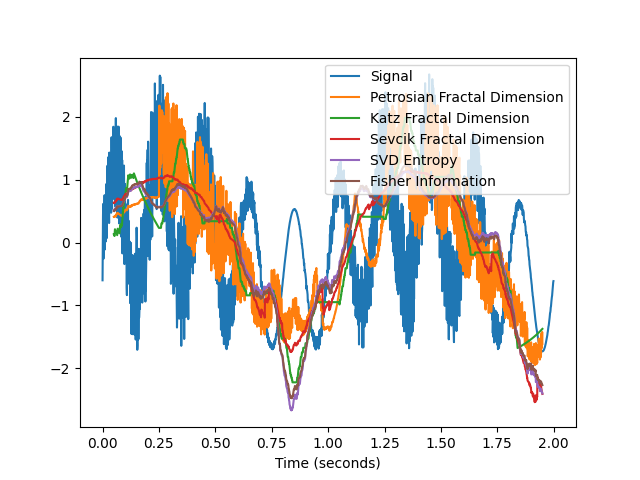 Signal
Petrosian Fractal Dimension
Katz Fractal Dimension
Sevcik Fractal Dimension
SVD Entropy
Fisher Information
2
1
0
−1
−2
0.00 0.25 0.50 0.75 1.00 1.25 1.50 1.75 2.00
Time (seconds)